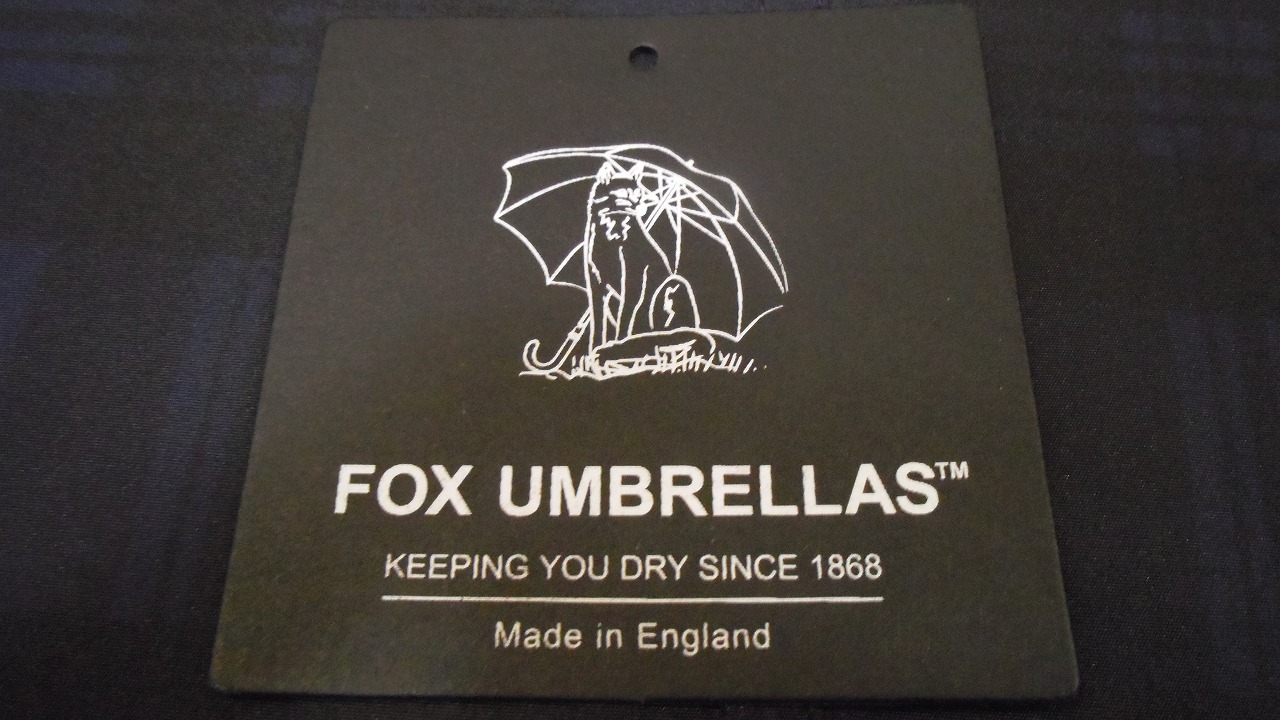 FOX UMBRELLAS™
KEEPING YOU DRY SINCE 1868
Made in England